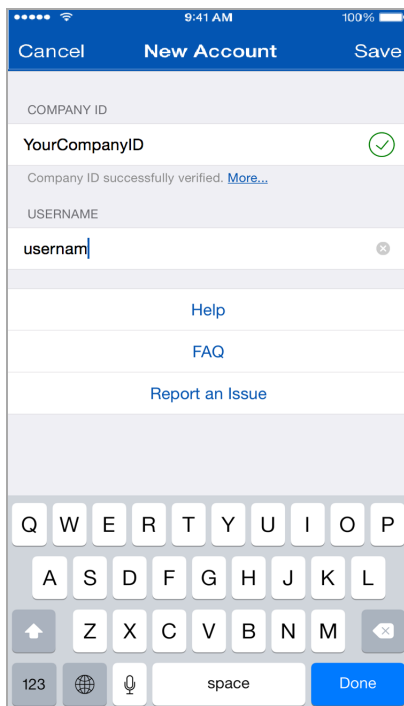 9:41 AM 100%
Cancel New Account Save
COMPANY ID
YourCompanyID
Company ID successfully verified. More...
USERNAME
usernam
Help
FAQ
Report an Issue
Q W E R T Y U I O P
A S D F G H J K L
Z X C V B N M
123 space Done